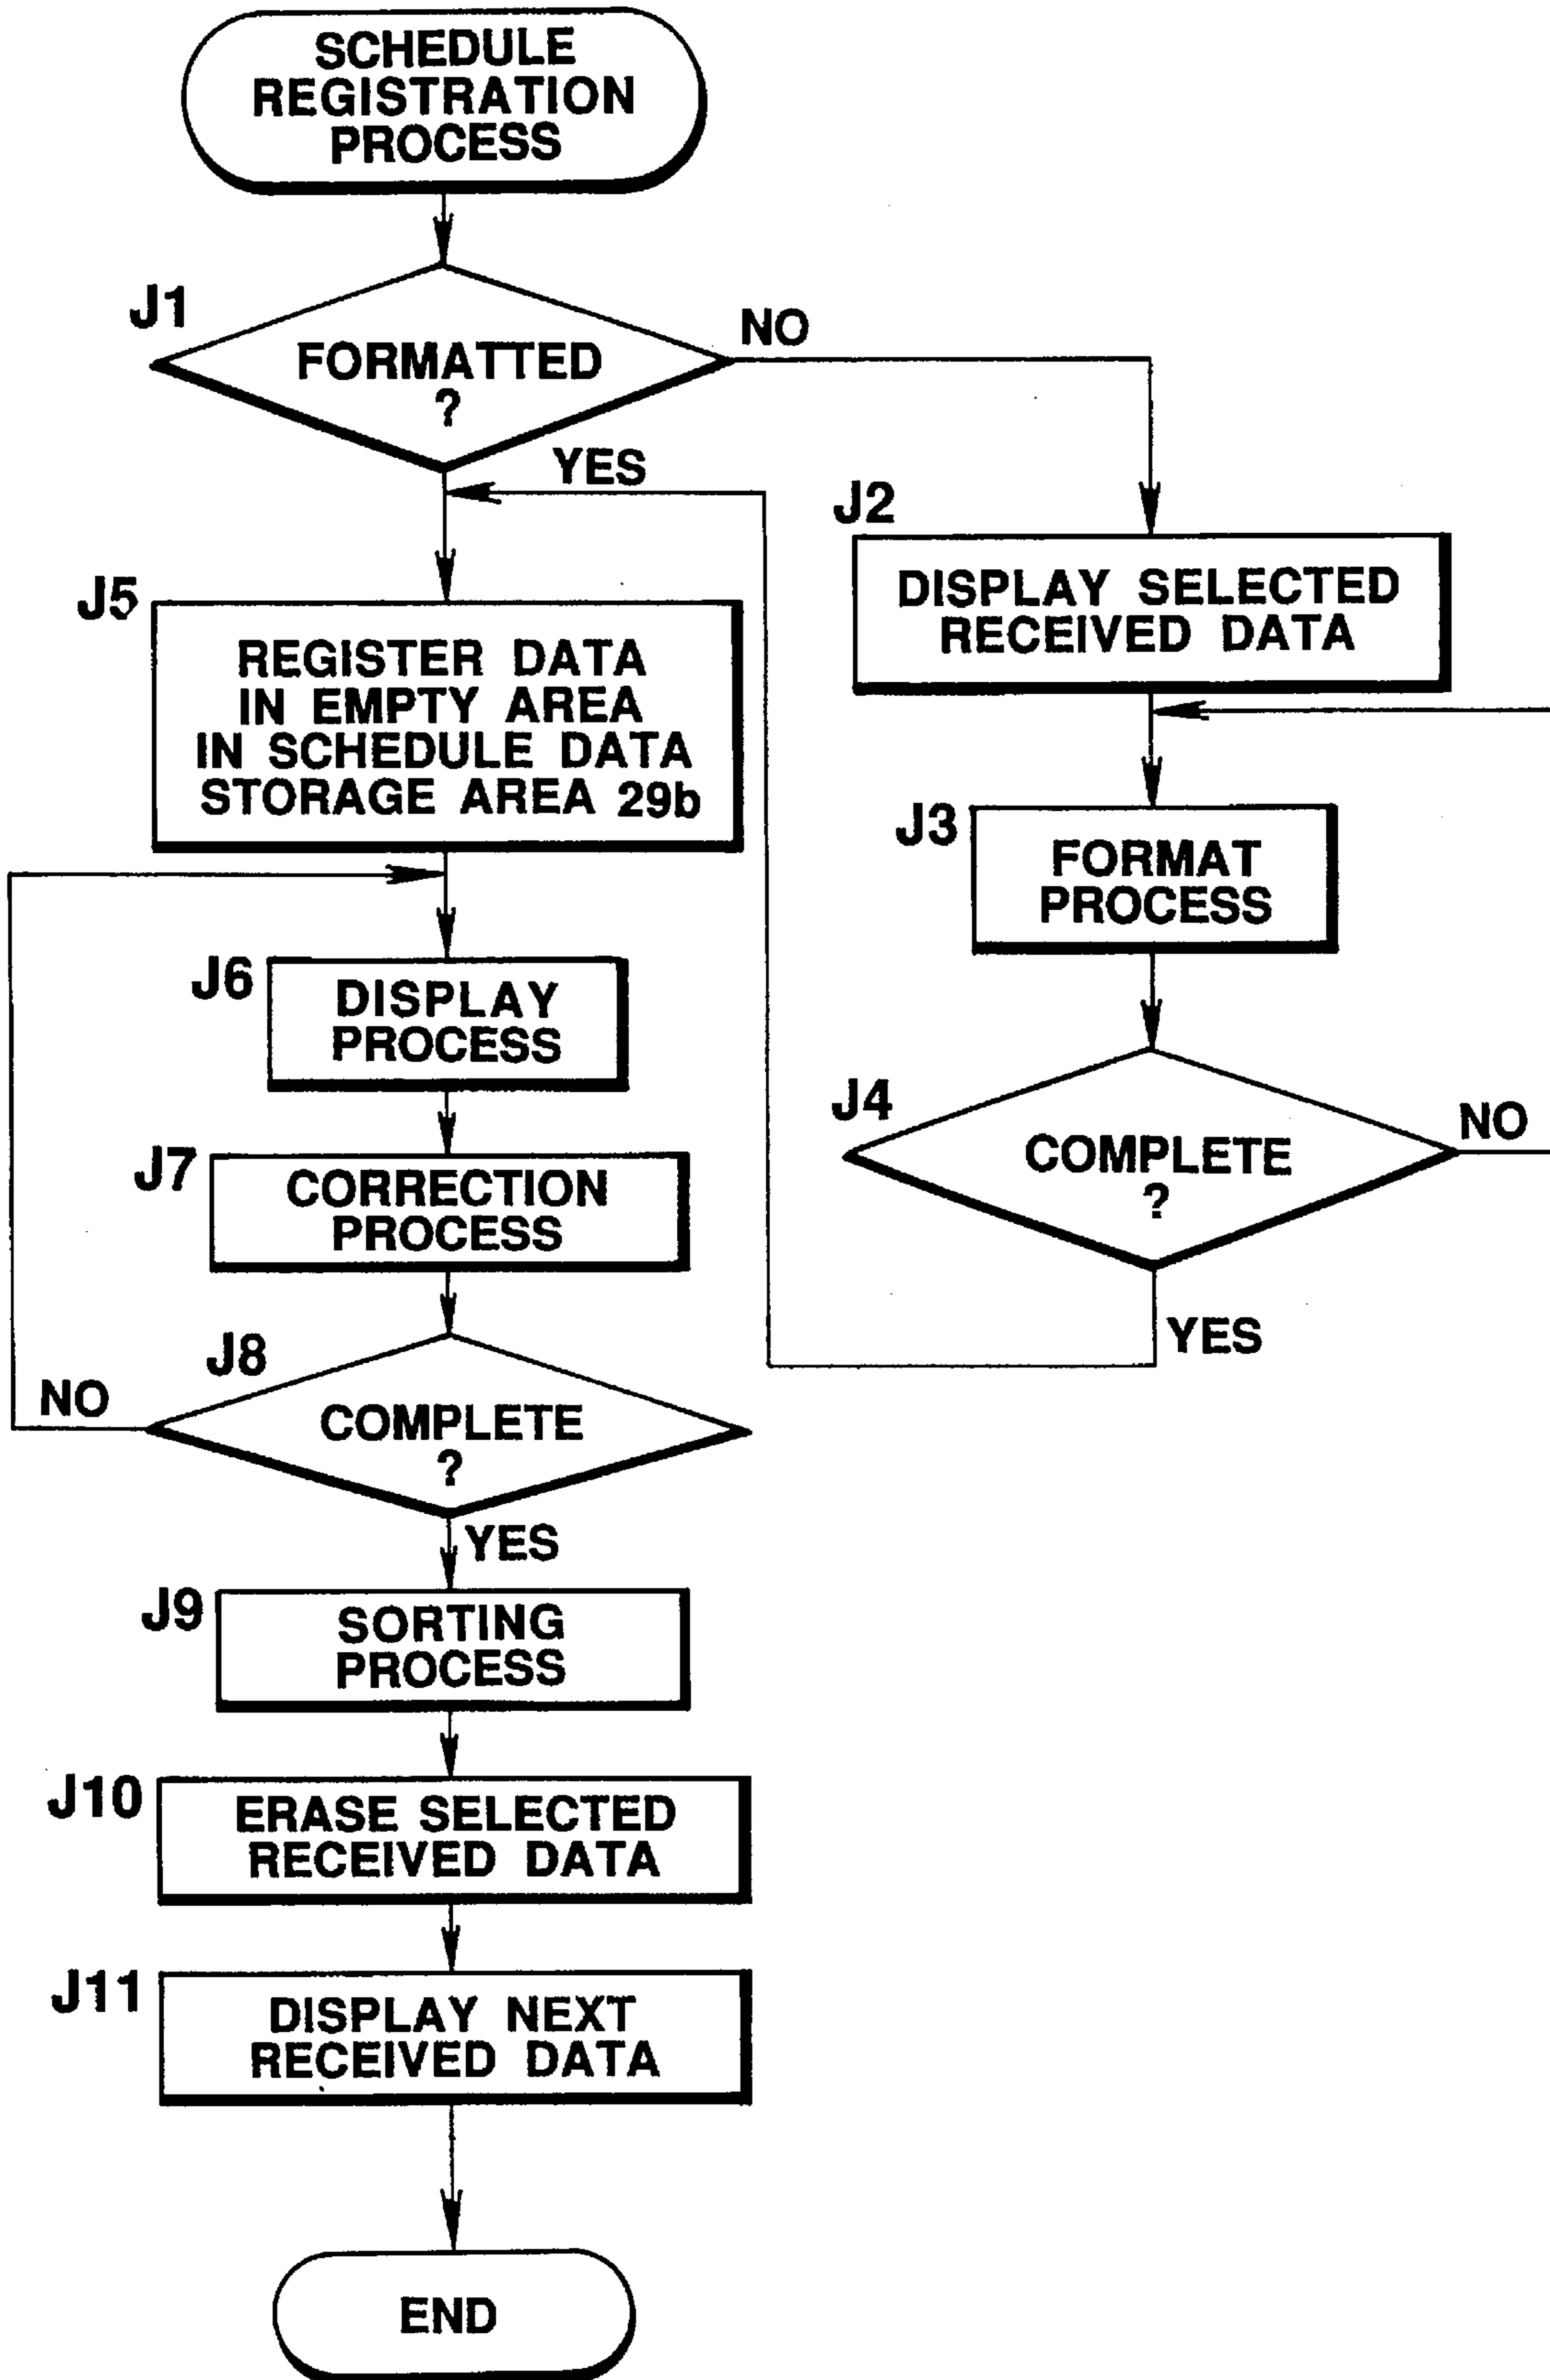 SCHEDULE
REGISTRATION
PROCESS
J1
FORMATTED
?
NO
YES
J2
DISPLAY SELECTED
RECEIVED DATA
J3
FORMAT
PROCESS
J4
COMPLETE
?
NO
YES
J5
REGISTER DATA
IN EMPTY AREA
IN SCHEDULE DATA
STORAGE AREA 29b
J6
DISPLAY
PROCESS
J7
CORRECTION
PROCESS
J8
COMPLETE
?
NO
YES
J9
SORTING
PROCESS
J10
ERASE SELECTED
RECEIVED DATA
J11
DISPLAY NEXT
RECEIVED DATA
END